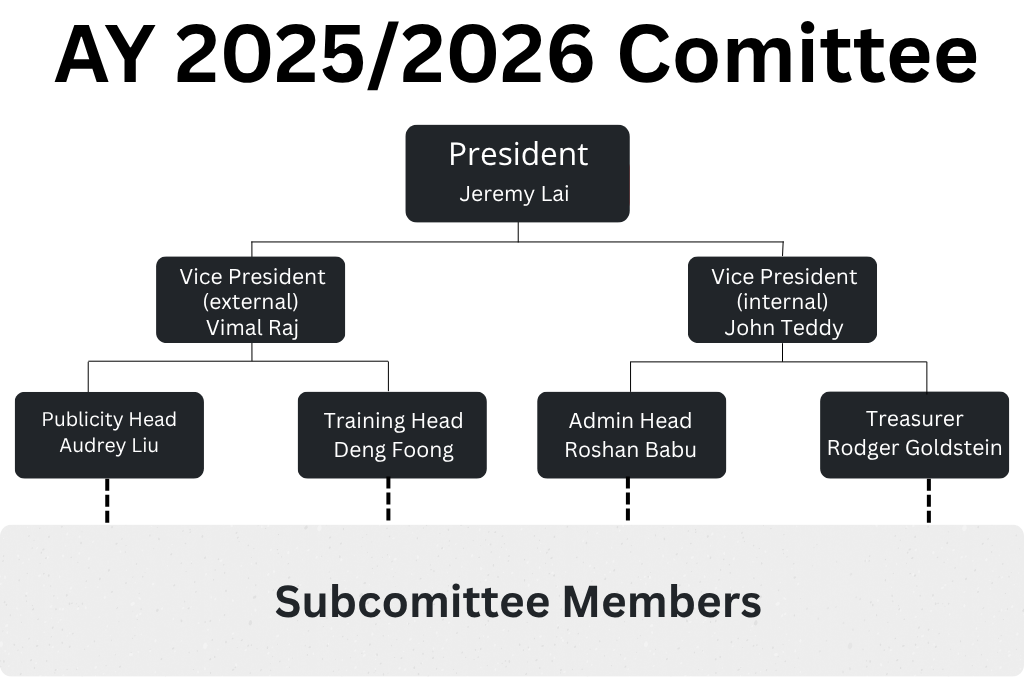 AY 2025/2026 Comittee
President
Jeremy Lai
Vice President
(external)
Vimal Raj
Vice President
(internal)
John Teddy
Publicity Head
Audrey Liu
Training Head
Deng Foong
Admin Head
Roshan Babu
Treasurer
Rodger Goldstein
Subcomittee Members